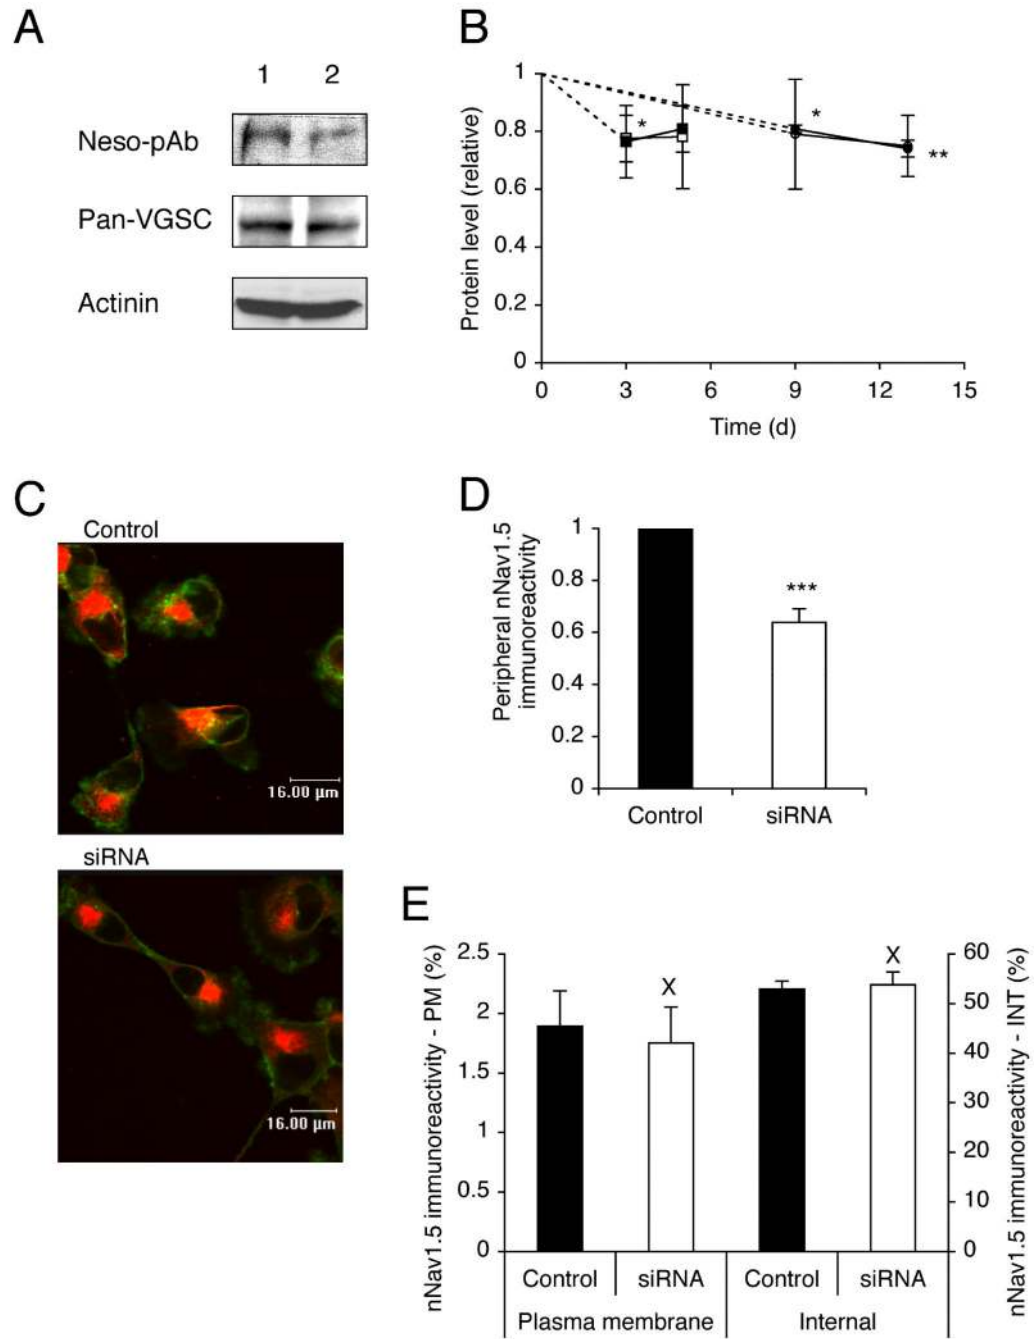 A
1 2
Neso-pAb
Pan-VGSC
Actinin
B
Protein level (relative)
1
0.8
0.6
0.4
0.2
0
*
*
**
0 3 6 9 12 15
Time (d)
C
Control
16.00 µm
siRNA
16.00 µm
D
Peripheral nNav1.5
immunoreactivity
1
0.8
0.6
0.4
0.2
0
***
Control siRNA
E
nNav1.5 immunoreactivity - PM (%)
2.5
2
1.5
1
0.5
0
X
X
60
50
40
30
20
10
0
nNav1.5 immunoreactivity - INT (%)
Control siRNA Control siRNA
Plasma membrane Internal